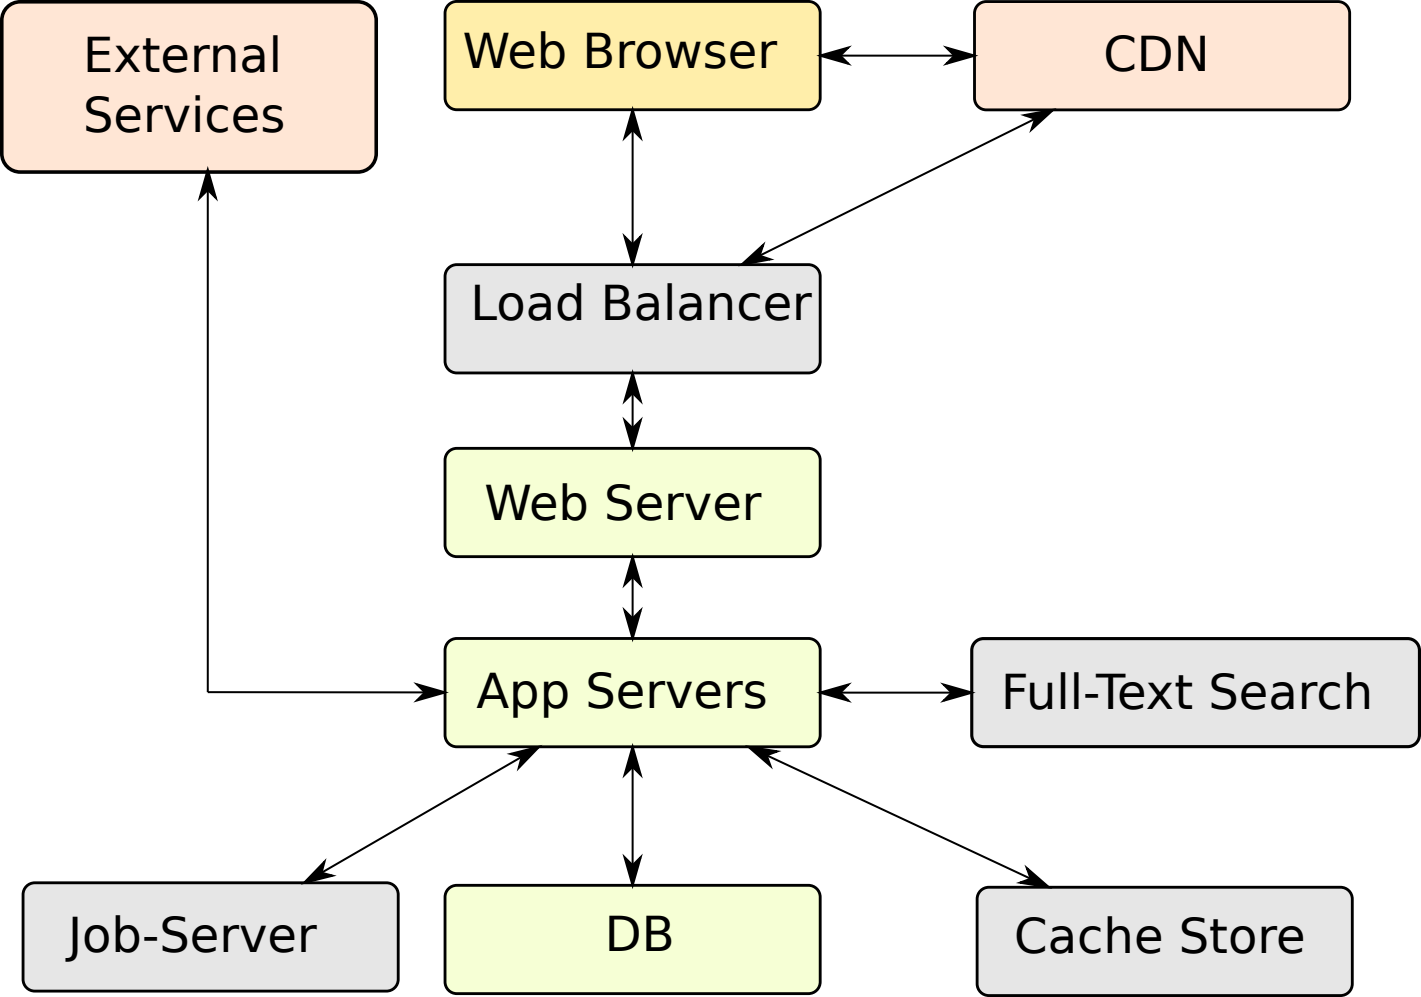 External
Services
Web Browser
CDN
Load Balancer
Web Server
App Servers
Full-Text Search
Job-Server
DB
Cache Store